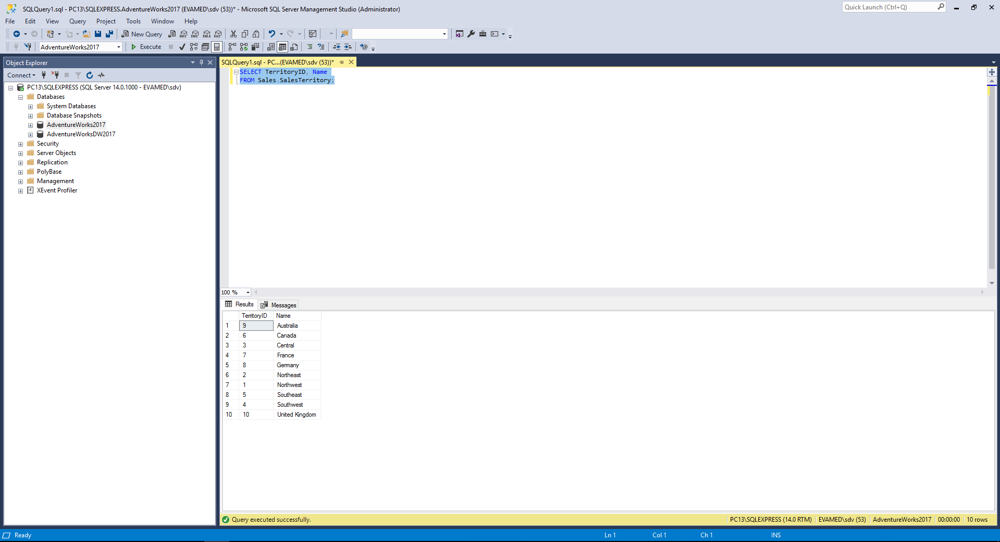 SQLQuery1.sql - PC13\SQLEXPRESS.AdventureWorks2017 (EVAMED\sdv (53))* - Microsoft SQL Server Management Studio (Administrator)
Quick Launch (Ctrl+Q)
File Edit View Query Project Tools Window Help
New Query MDX DMX XMLA DAX
AdventureWorks2017 Execute
Object Explorer
Connect
PC13\SQLEXPRESS (SQL Server 14.0.1000 - EVAMED\sdv)
Databases
System Databases
Database Snapshots
AdventureWorks2017
AdventureWorksDW2017
Security
Server Objects
Replication
PolyBase
Management
XEvent Profiler
SQLQuery1.sql - PC...(EVAMED\sdv (53))*
SELECT TerritoryID, Name
FROM Sales.SalesTerritory;
100 %
Results Messages
TerritoryID Name
1 9 Australia
2 6 Canada
3 3 Central
4 7 France
5 8 Germany
6 2 Northeast
7 1 Northwest
8 5 Southeast
9 4 Southwest
10 10 United Kingdom
Query executed successfully.
PC13\SQLEXPRESS (14.0 RTM) EVAMED\sdv (53) AdventureWorks2017 00:00:00 10 rows
Ready Ln 1 Col 1 Ch 1 INS